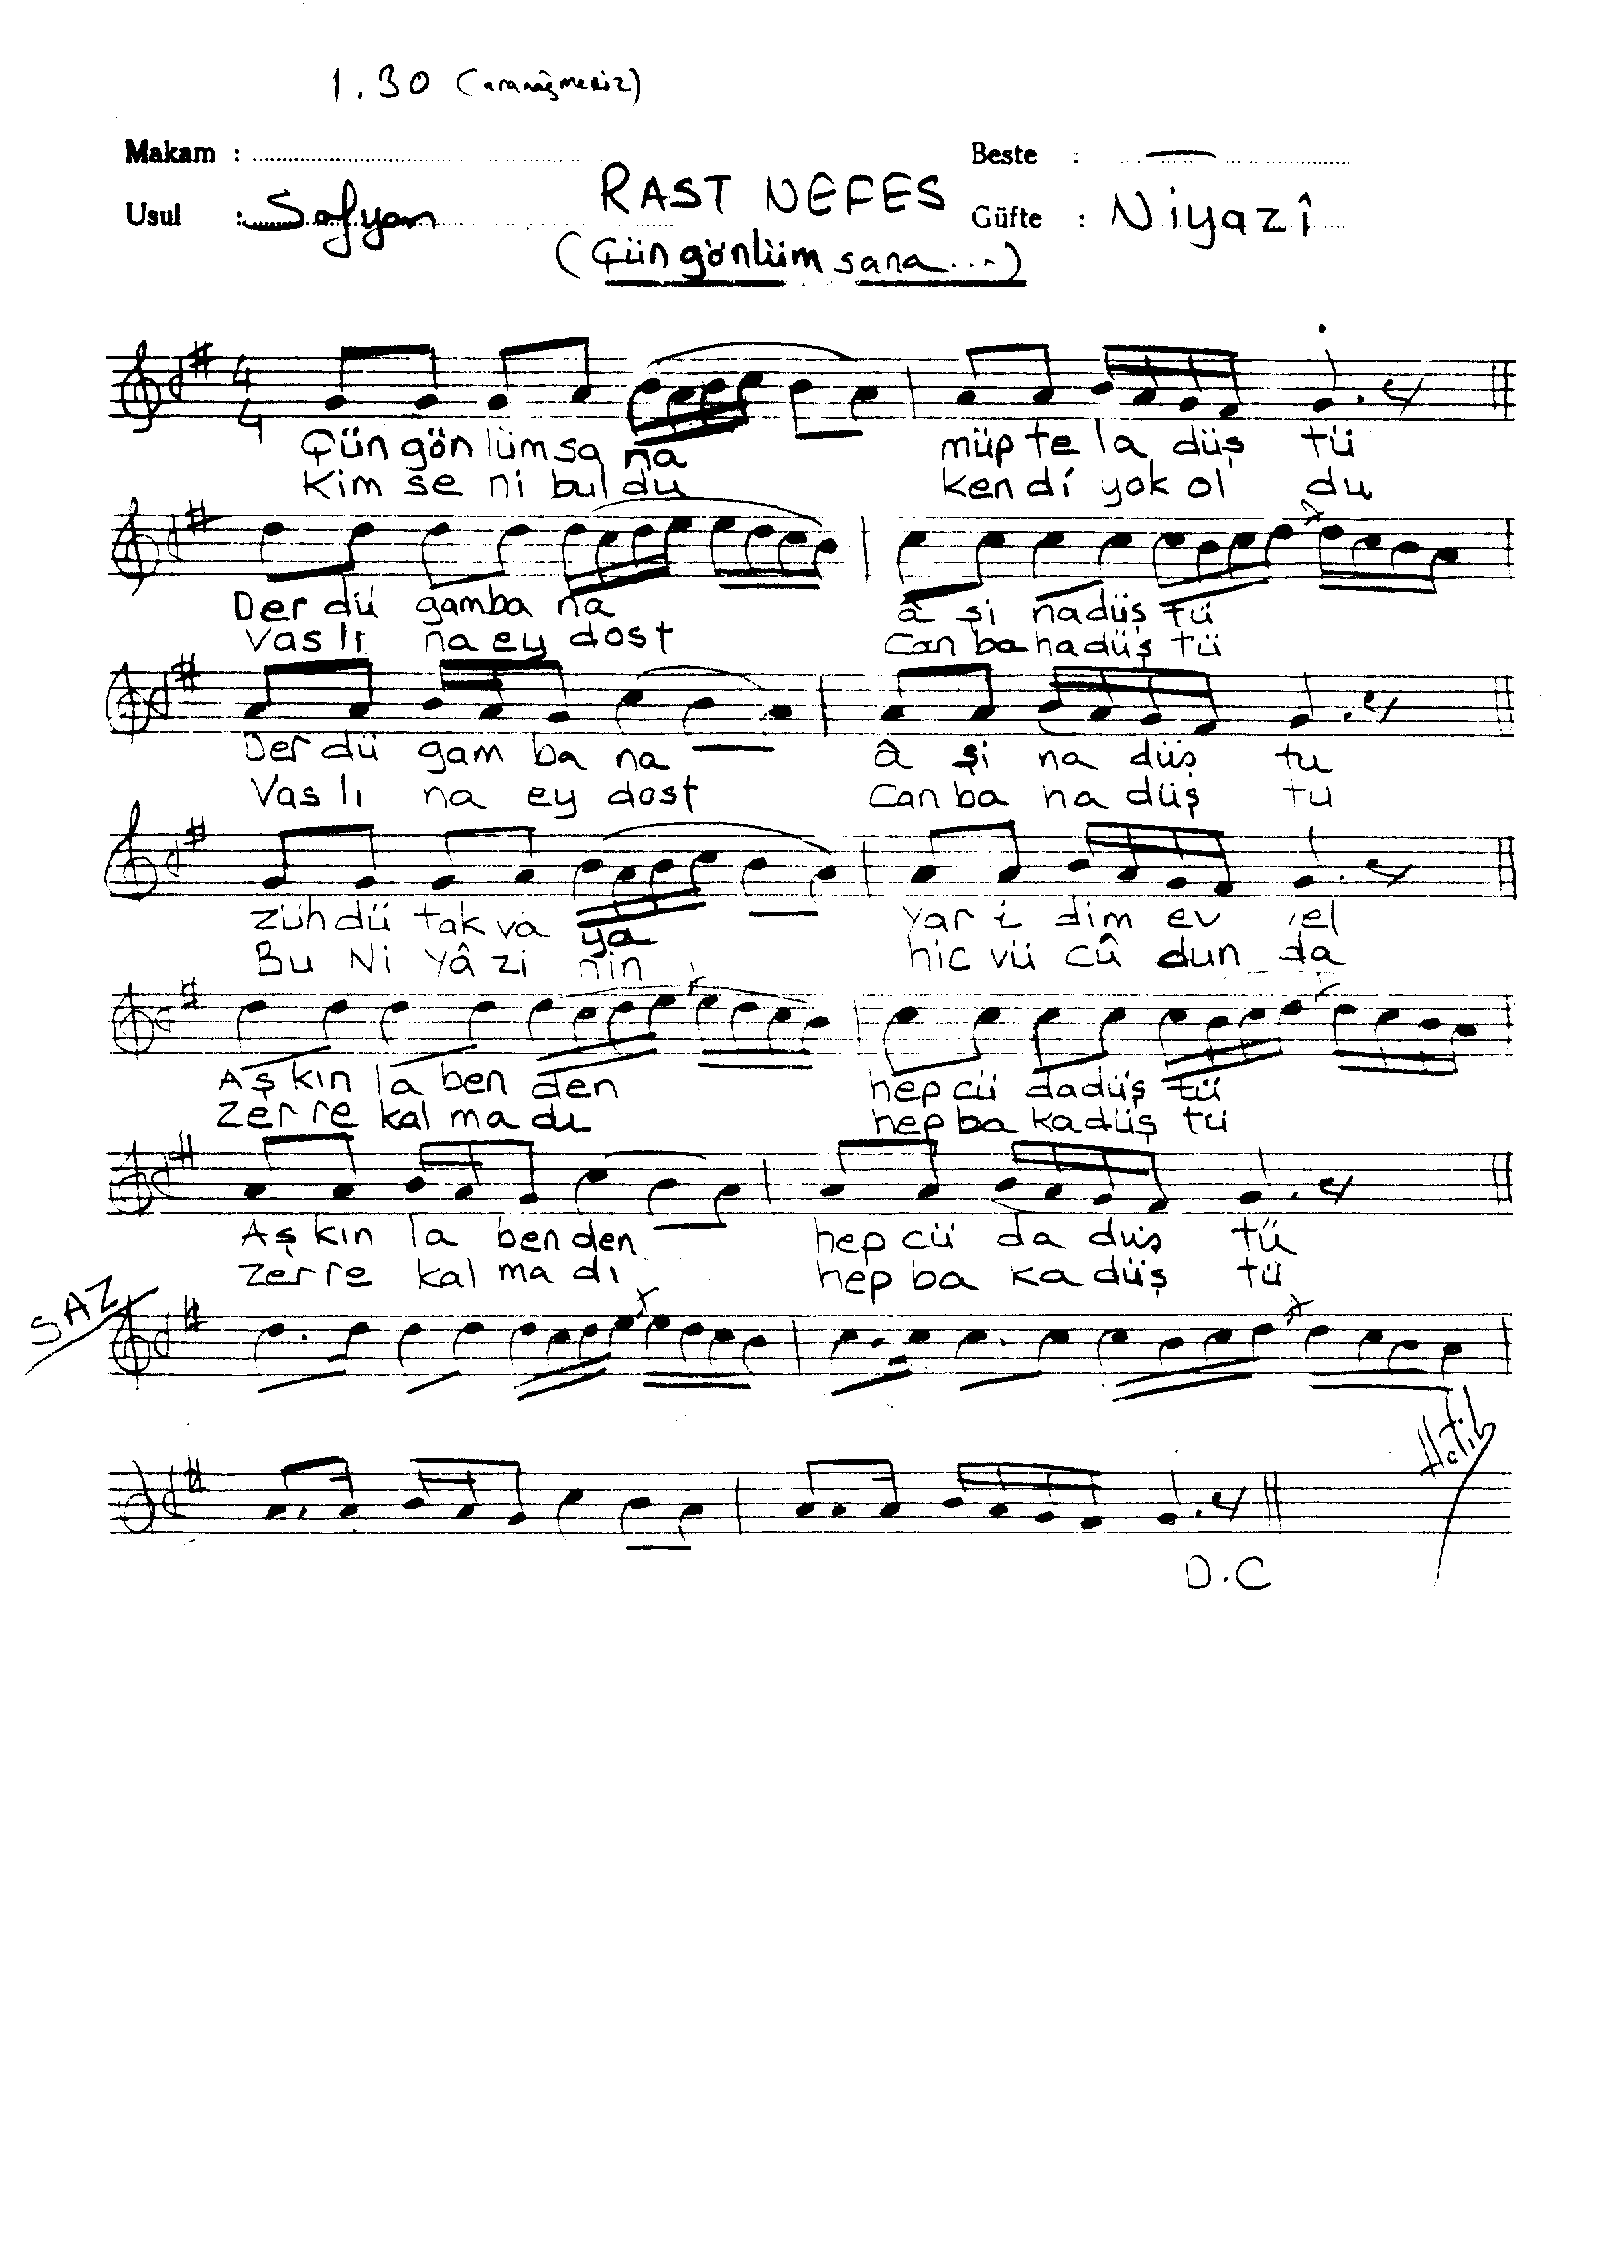 1.30 (aranağmesiz)
Makam : Beste :
RAST NEFES
Usul : Sofyan Güfte : Niyazî
(Çün gönlüm sana...)
4
4
Çün gön lüm sa na müp te la düş tü
Kim se ni bul du ken di yok ol du
Der dü gam ba na â şi na düş tü
Vas lı na ey dost Can ba na düş tü
Der dü gam ba na â şi na düş tu
Vas lı na ey dost Can ba na düş tü
zühdü tak va ya yar i dim ev el
Bu Ni yâ zi nin hic vü cû dun da
Aş kın la ben den hep cü da düş tü
Zer re kal ma dı hep ba ka düş tü
Aş kın la ben den hep cü da düş tü
zer re kal ma dı hep ba ka düş tü
SAZ
Hatib
D.C